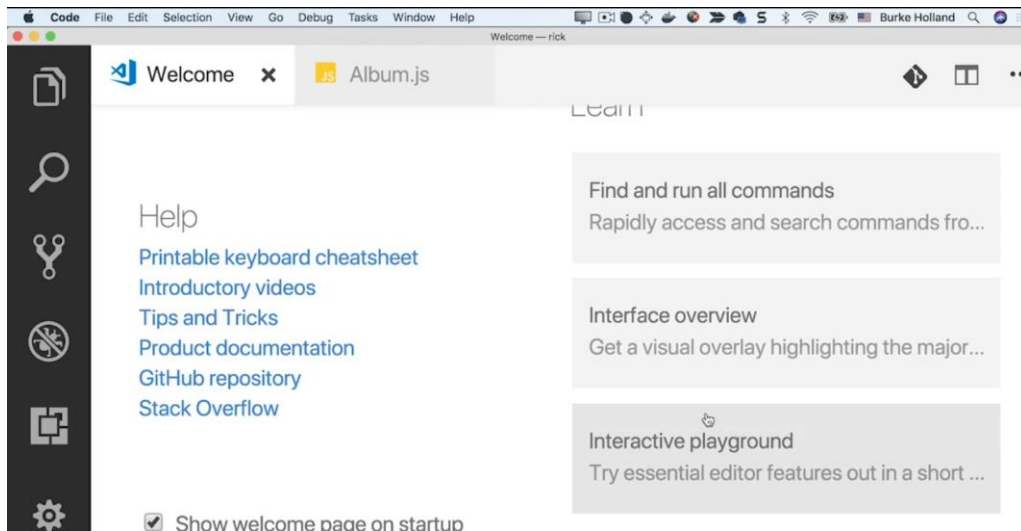 Code File Edit Selection View Go Debug Tasks Window Help Burke Holland
Welcome — rick
Welcome JS Album.js
Learn
Find and run all commands
Rapidly access and search commands fro...
Help
Printable keyboard cheatsheet
Introductory videos
Tips and Tricks
Product documentation
GitHub repository
Stack Overflow
Interface overview
Get a visual overlay highlighting the major...
Interactive playground
Try essential editor features out in a short ...
Show welcome page on startup